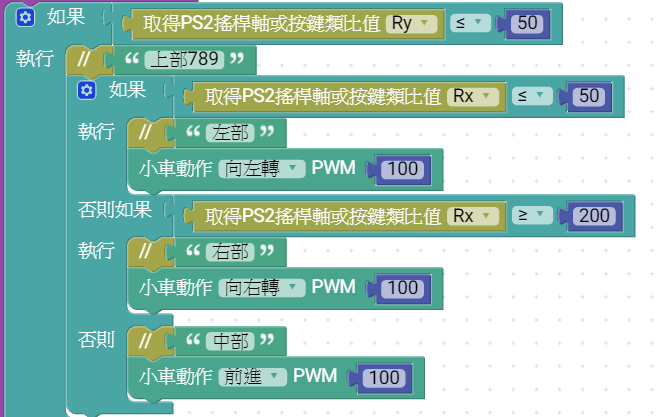 如果 取得PS2搖桿軸或按鍵類比值 Ry ≤ 50
執行 // “ 上部789 ”
如果 取得PS2搖桿軸或按鍵類比值 Rx ≤ 50
執行 // “ 左部 ”
小車動作 向左轉 PWM 100
否則如果 取得PS2搖桿軸或按鍵類比值 Rx ≥ 200
執行 // “ 右部 ”
小車動作 向右轉 PWM 100
否則 // “ 中部 ”
小車動作 前進 PWM 100